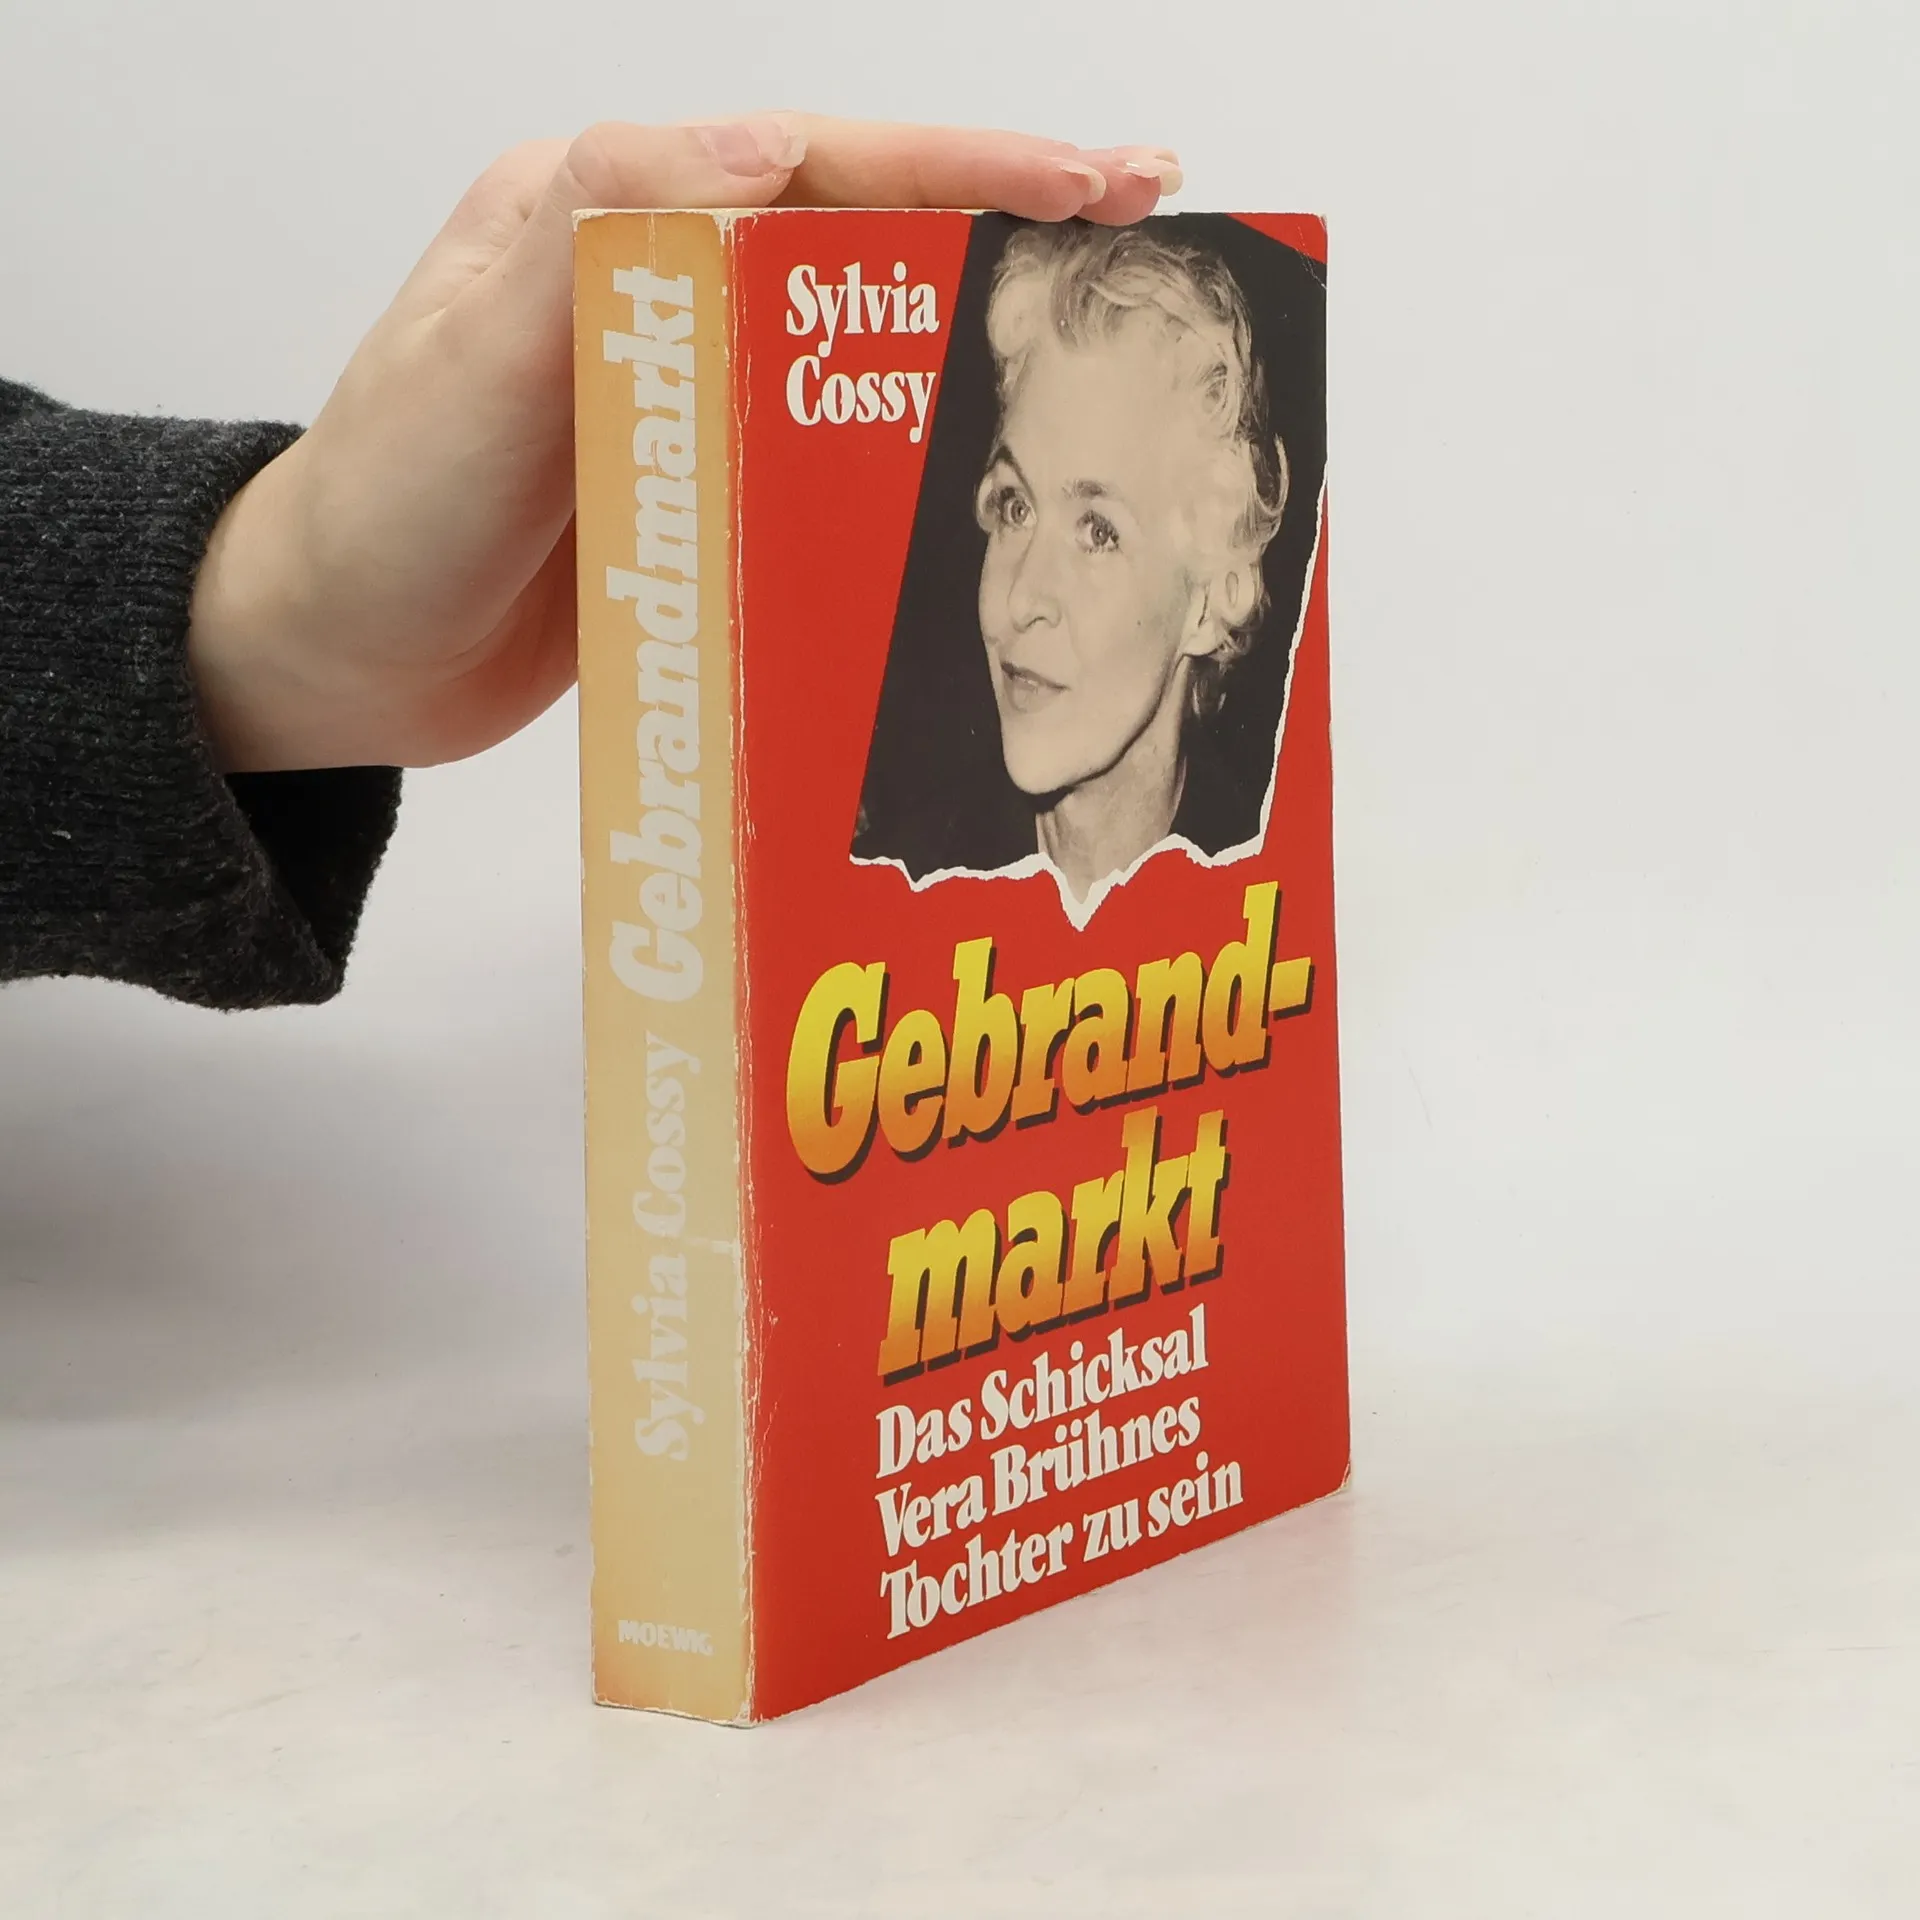 Sylvia Cossy Gebrandmarkt
MOEWIG
Sylvia
Cossy
Gebrand-
markt
Das Schicksal
Vera Brühnes
Tochter zu sein